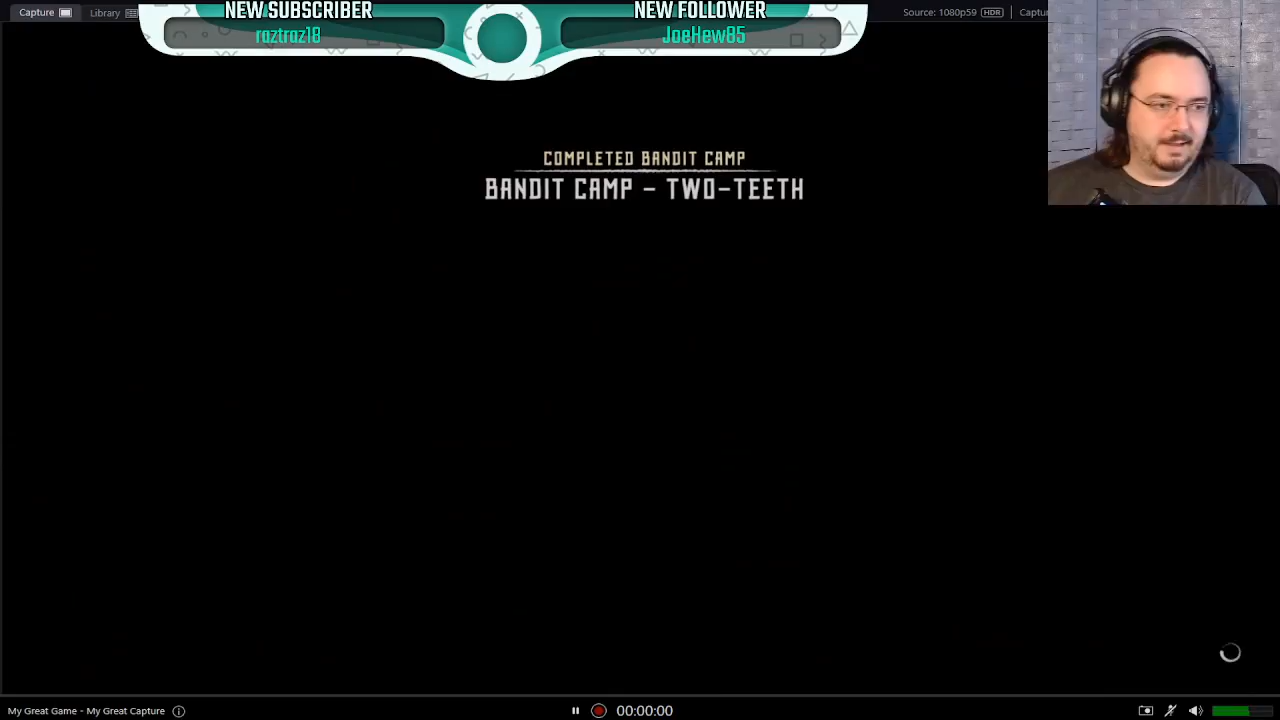 Capture
Library
NEW SUBSCRIBER
raztraz18
NEW FOLLOWER
JoeHew85
Source: 1080p59 HDR
Captu
COMPLETED BANDIT CAMP
BANDIT CAMP - TWO-TEETH
My Great Game - My Great Capture
00:00:00